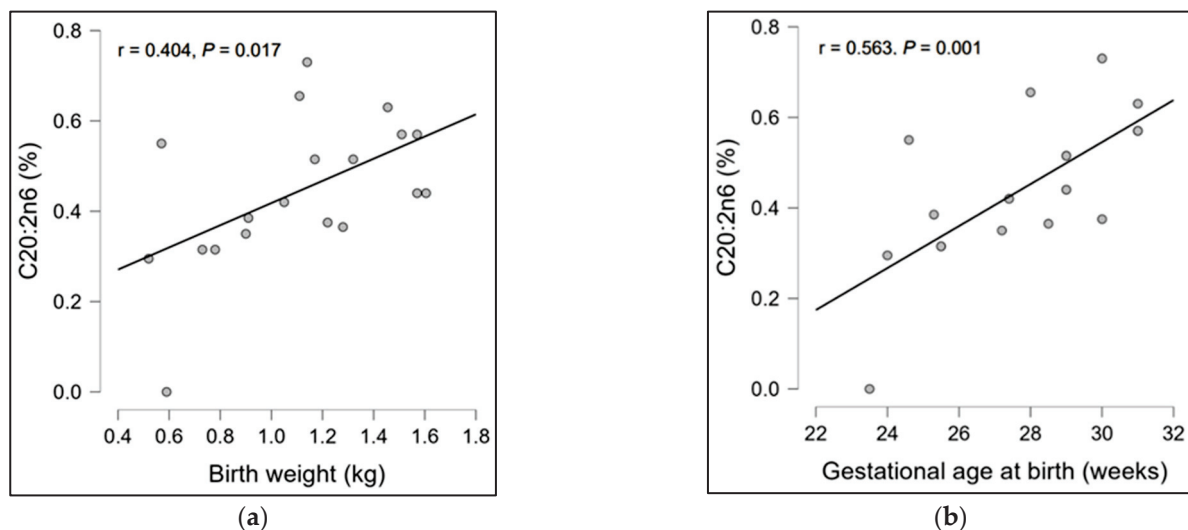 r = 0.404, P = 0.017
C20:2n6 (%)
0.8
0.6
0.4
0.2
0.0
0.4 0.6 0.8 1.0 1.2 1.4 1.6 1.8
Birth weight (kg)
(a)
r = 0.563. P = 0.001
C20:2n6 (%)
0.8
0.6
0.4
0.2
0.0
22 24 26 28 30 32
Gestational age at birth (weeks)
(b)